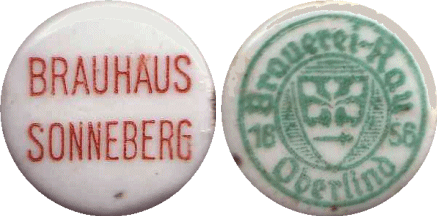 BRAUHAUS
SONNEBERG
Brauerei-Rau
18 56
Oberlind